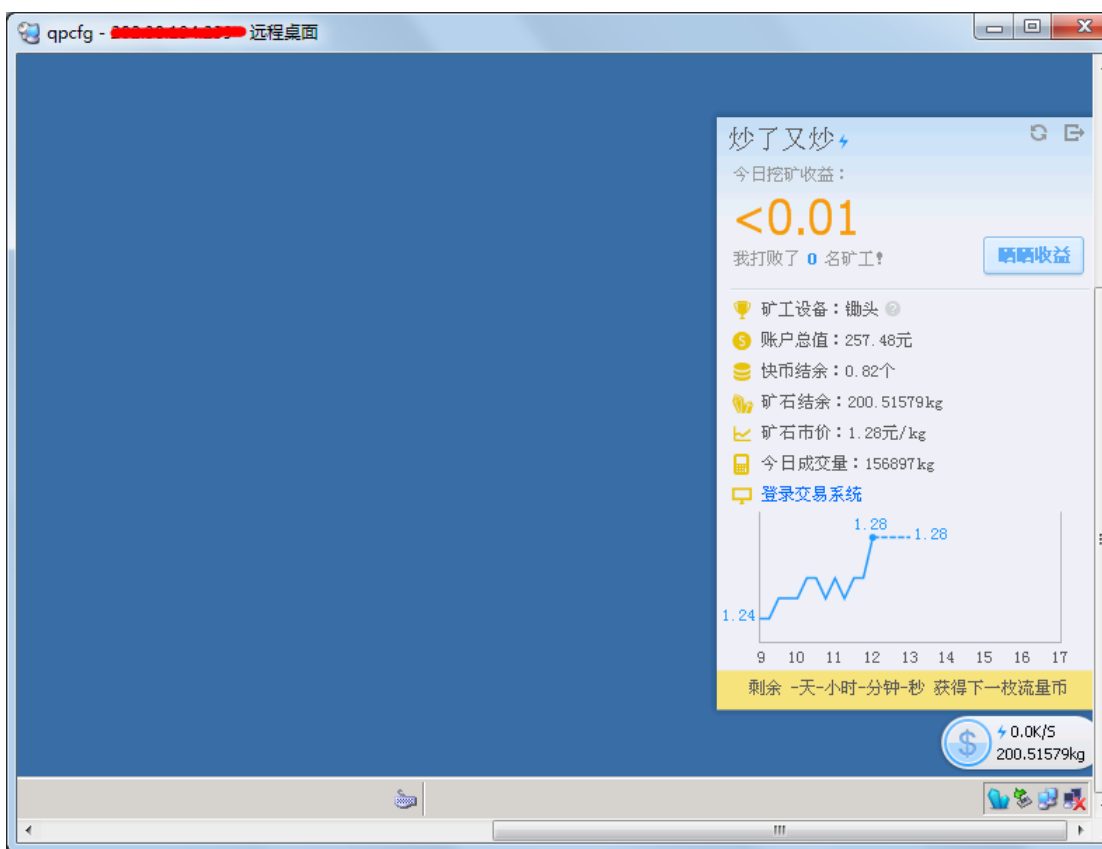 qpcfg - 远程桌面
炒了又炒
今日挖矿收益：
<0.01
我打败了 0 名矿工！
晒晒收益
矿工设备：锄头
账户总值：257.48元
快币结余：0.82个
矿石结余：200.51579kg
矿石市价：1.28元/kg
今日成交量：156897kg
登录交易系统
1.28
1.28
1.24
9 10 11 12 13 14 15 16 17
剩余 -天-小时-分钟-秒 获得下一枚流量币
0.0K/S
200.51579kg